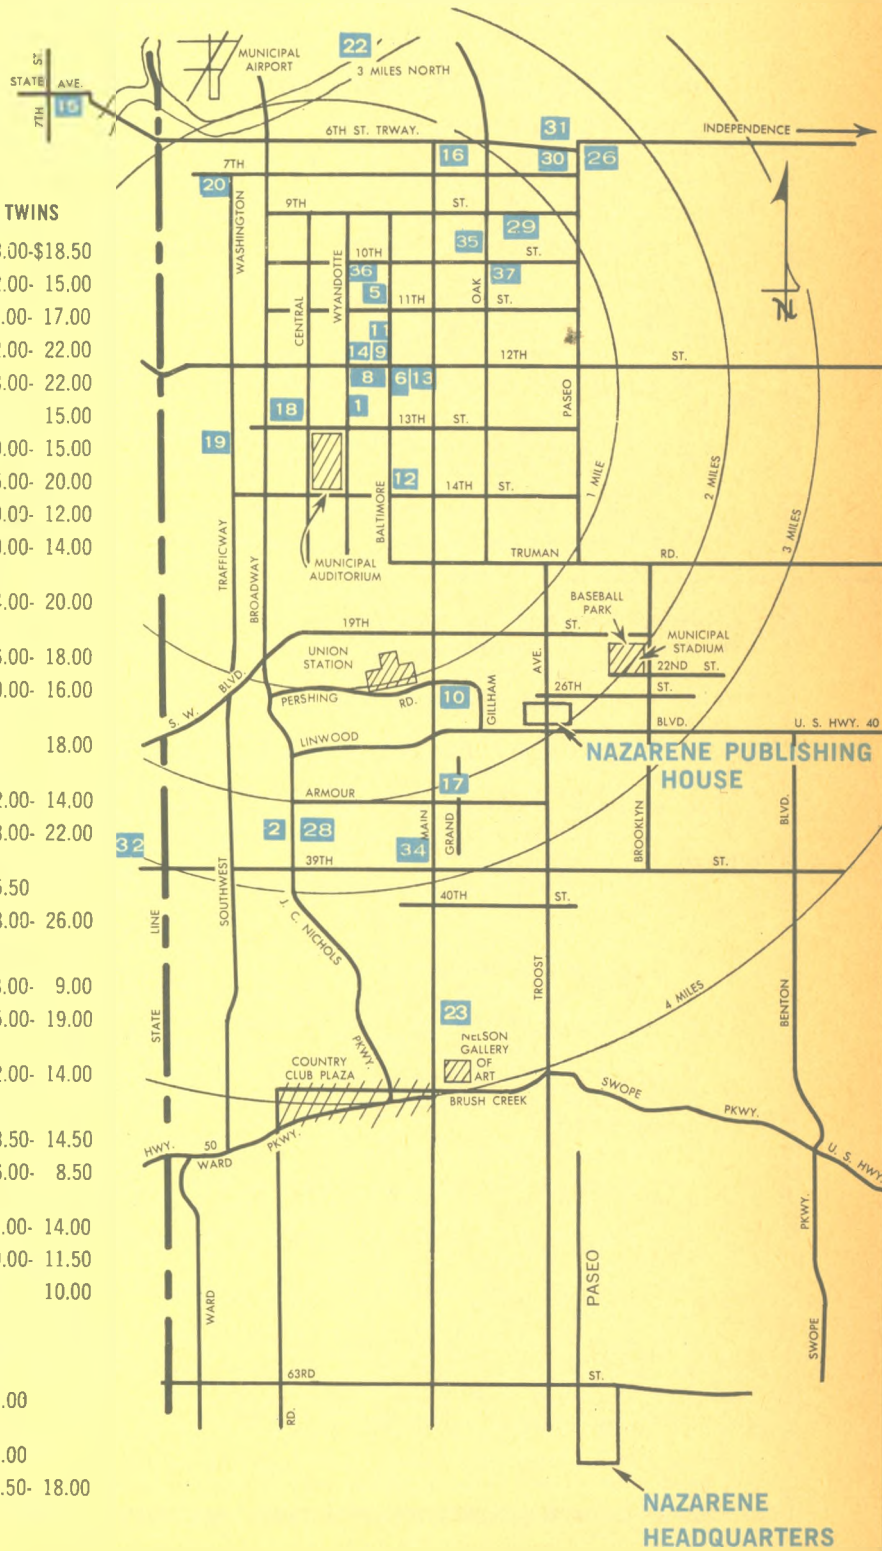 TWINS
.00-$18.50
.00- 15.00
.00- 17.00
.00- 22.00
.00- 22.00
15.00
.00- 15.00
.00- 20.00
.00- 12.00
.00- 14.00
.00- 20.00
.00- 18.00
.00- 16.00
18.00
.00- 14.00
.00- 22.00
.50
.00- 26.00
.00- 9.00
.00- 19.00
.00- 14.00
.50- 14.50
.00- 8.50
.00- 14.00
.00- 11.50
10.00
.00
.00
.50- 18.00
STATE AVE.
7TH ST.
15
MUNICIPAL
AIRPORT
22
3 MILES NORTH
6TH ST. TRWAY.
31
INDEPENDENCE
16
30
26
7TH
20
WASHINGTON
9TH ST.
29
35
10TH ST.
36
37
5
OAK
CENTRAL
WYANDOTTE
11TH ST.
11
14
9
12TH ST.
8
6
13
1
PASEO
18
13TH ST.
19
12
14TH ST.
BALTIMORE
1 MILE
2 MILES
3 MILES
N
TRAFFICWAY
BROADWAY
MUNICIPAL
AUDITORIUM
TRUMAN RD.
BASEBALL
PARK
19TH ST.
MUNICIPAL
STADIUM
UNION
STATION
22ND ST.
AVE.
S. W. BLVD.
PERSHING RD.
10
GILLHAM
26TH ST.
LINWOOD BLVD.
U. S. HWY. 40
NAZARENE PUBLISHING
HOUSE
17
ARMOUR
MAIN
GRAND
2
28
34
32
39TH ST.
BROOKLYN
BLVD.
SOUTHWEST
40TH ST.
J. C. NICHOLS PKWY.
STATE LINE
TROOST
BENTON
4 MILES
23
NELSON
GALLERY
OF
ART
COUNTRY
CLUB PLAZA
BRUSH CREEK
SWOPE PKWY.
HWY. 50
WARD PKWY.
U. S. HWY.
PKWY.
PASEO
WARD
SWOPE
63RD ST.
RD.
NAZARENE
HEADQUARTERS